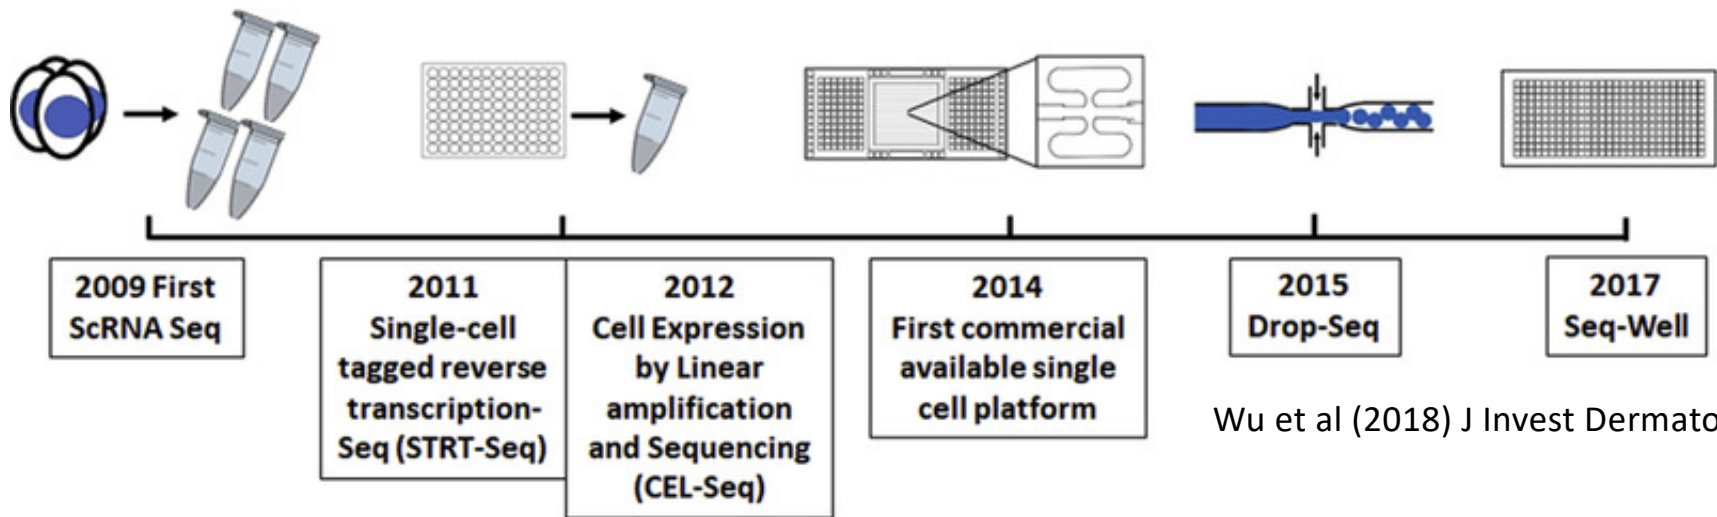 2009 First
ScRNA Seq
2011
Single-cell
tagged reverse
transcription-
Seq (STRT-Seq)
2012
Cell Expression
by Linear
amplification
and Sequencing
(CEL-Seq)
2014
First commercial
available single
cell platform
2015
Drop-Seq
2017
Seq-Well
Wu et al (2018) J Invest Dermato